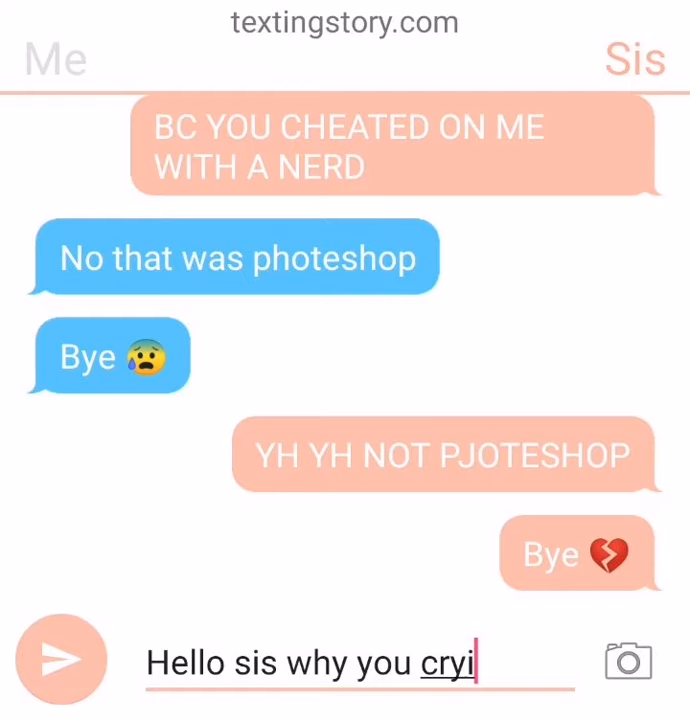 textingstory.com
Me
Sis
BC YOU CHEATED ON ME
WITH A NERD
No that was photeshop
Bye 😰
YH YH NOT PJOTESHOP
Bye 💔
Hello sis why you cryi